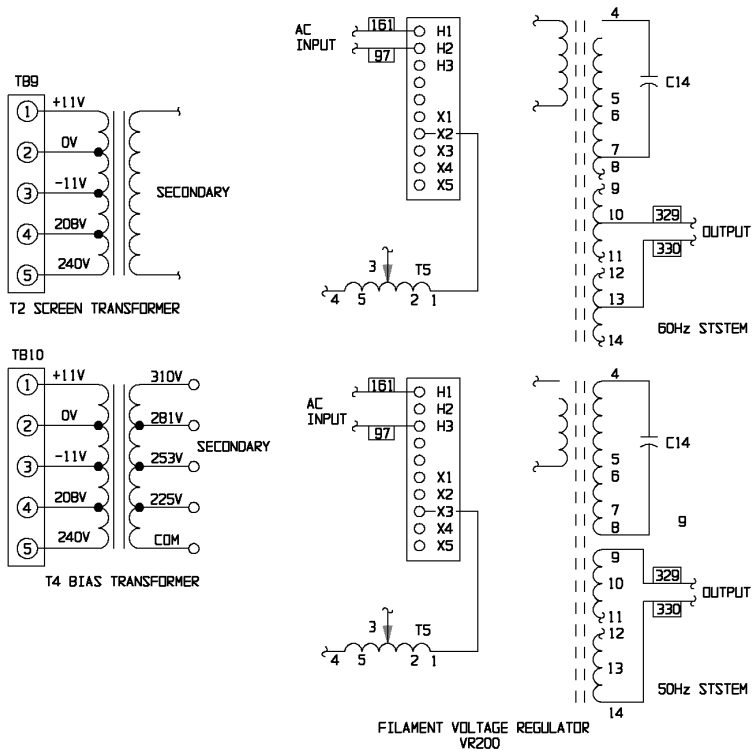 TB9
1 +11V
2 0V
3 -11V
4 208V
5 240V
SECONDARY
T2 SCREEN TRANSFORMER
TB10
1 +11V
2 0V
3 -11V
4 208V
5 240V
310V
281V
253V
225V
COM
SECONDARY
T4 BIAS TRANSFORMER
AC
INPUT
161
97
H1
H2
H3
X1
X2
X3
X4
X5
3 T5
4 5 2 1
4
C14
5
6
7
8
9
10
11
12
13
14
329
330
OUTPUT
60Hz STSTEM
AC
INPUT
161
97
H1
H2
H3
X1
X2
X3
X4
X5
3 T5
4 5 2 1
4
C14
5
6
7
8
9
9
10
11
12
13
14
329
330
OUTPUT
50Hz STSTEM
FILAMENT VOLTAGE REGULATOR
VR200